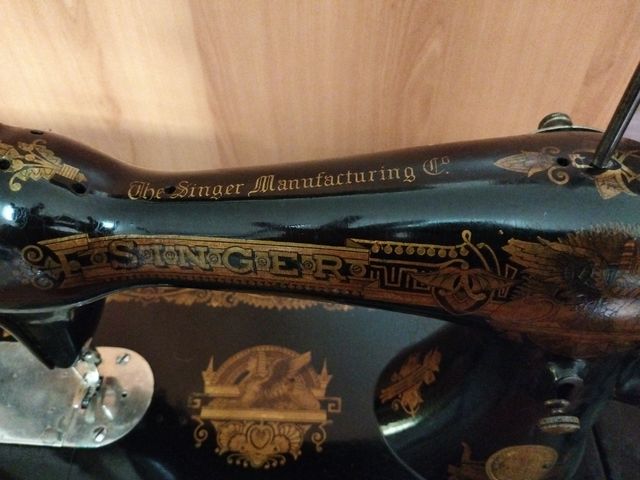 The Singer Manufacturing Co.
SINGER